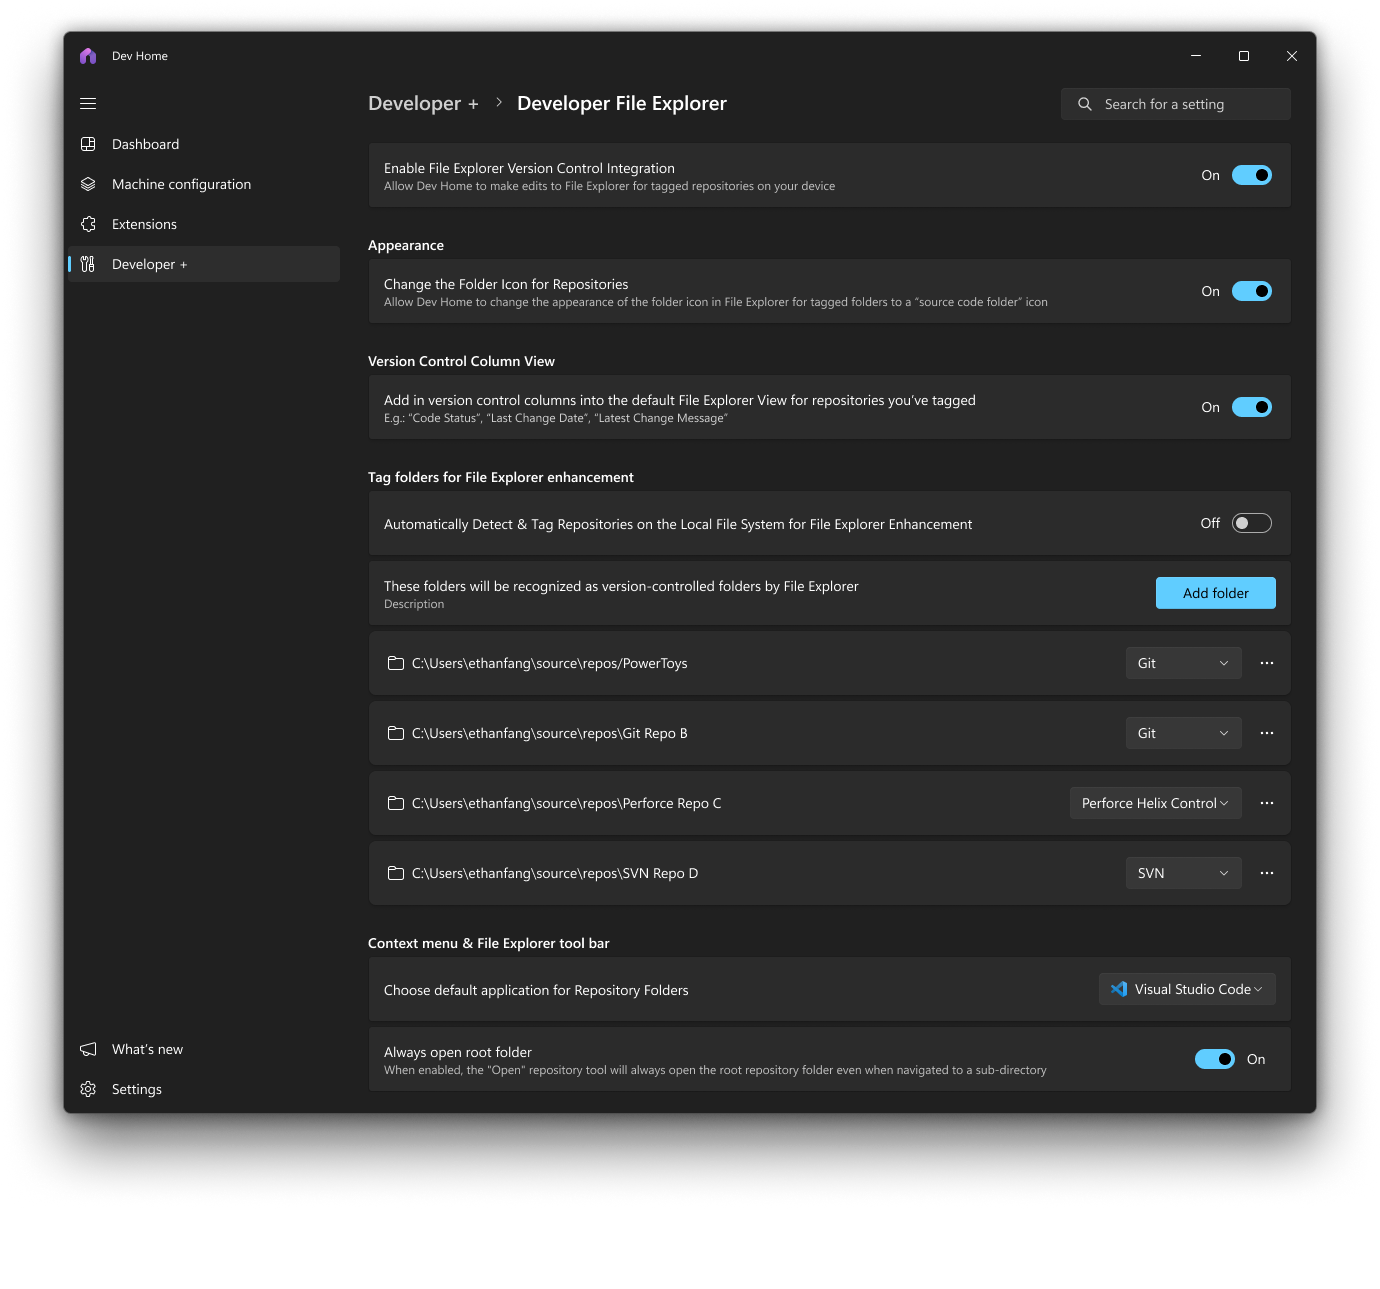 Dev Home
Developer + > Developer File Explorer
Search for a setting
Dashboard
Machine configuration
Extensions
Developer +
Enable File Explorer Version Control Integration
Allow Dev Home to make edits to File Explorer for tagged repositories on your device
On
Appearance
Change the Folder Icon for Repositories
Allow Dev Home to change the appearance of the folder icon in File Explorer for tagged folders to a “source code folder” icon
On
Version Control Column View
Add in version control columns into the default File Explorer View for repositories you’ve tagged
E.g.: “Code Status”, “Last Change Date”, “Latest Change Message”
On
Tag folders for File Explorer enhancement
Automatically Detect & Tag Repositories on the Local File System for File Explorer Enhancement
Off
These folders will be recognized as version-controlled folders by File Explorer
Description
Add folder
C:\Users\ethanfang\source\repos/PowerToys
Git
C:\Users\ethanfang\source\repos\Git Repo B
Git
C:\Users\ethanfang\source\repos\Perforce Repo C
Perforce Helix Control
C:\Users\ethanfang\source\repos\SVN Repo D
SVN
Context menu & File Explorer tool bar
Choose default application for Repository Folders
Visual Studio Code
Always open root folder
When enabled, the "Open" repository tool will always open the root repository folder even when navigated to a sub-directory
On
What’s new
Settings